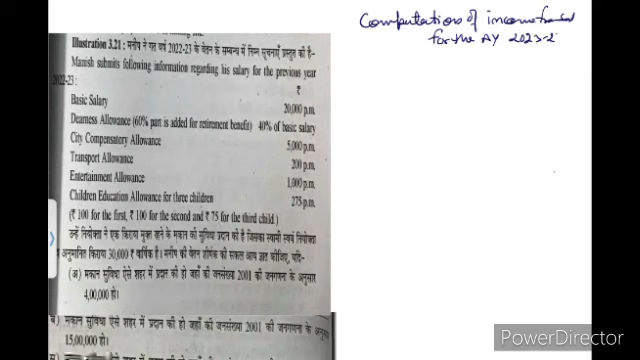 Illustration 3.21 : मनीष ने गत वर्ष 2022-23 के वेतन के सम्बन्ध में निम्न सूचनाएँ प्रस्तुत की हैं-
Manish submits following information regarding his salary for the previous year
2022-23 :
₹
Basic Salary 20,000 p.m.
Dearness Allowance (60% part is added for retirement benefit) 40% of basic salary
City Compensatory Allowance 5,000 p.m.
Transport Allowance 200 p.m.
Entertainment Allowance 1,000 p.m.
Children Education Allowance for three children 275 p.m.
(₹ 100 for the first, ₹ 100 for the second and ₹ 75 for the third child.)
उन्हें नियोक्ता ने एक किराया मुक्त खाने के मकान की सुविधा प्रदान की है जिसका स्वामी स्वयं नियोक्ता
अनुमानित किराया 30,000 ₹ वार्षिक है। मनीष की वेतन शीर्षक की सकल आय ज्ञात कीजिए, यदि-
(अ) मकान सुविधा ऐसे शहर में प्रदान की हो जहाँ की जनसंख्या 2001 की जनगणना के अनुसार
4,00,000 हो।
ब) मकान सुविधा ऐसे शहर में प्रदान की हो जहाँ की जनसंख्या 2001 की जनगणना के अनुसार
15,00,000 हो।
Computation of income
for the AY 2023-2
PowerDirector